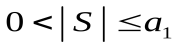 0 < | S | ≤ a₁